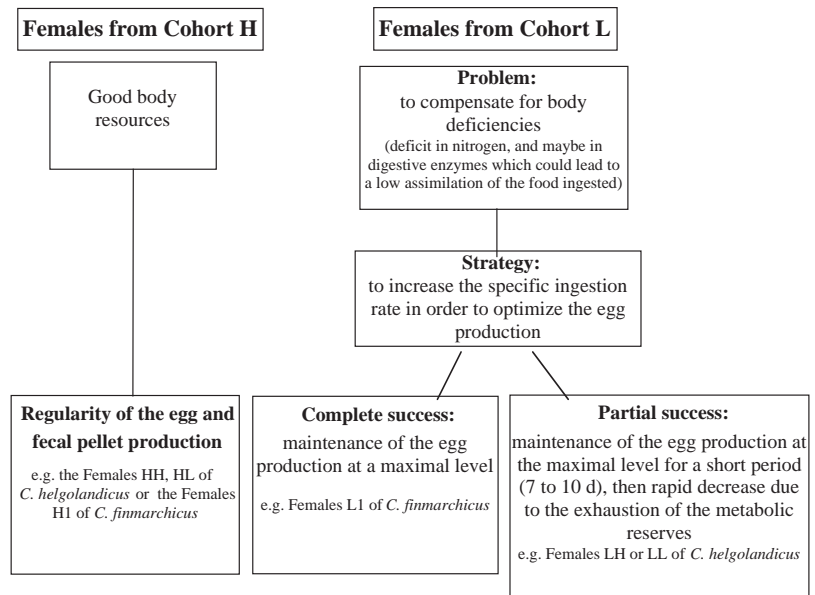 Females from Cohort H
Good body
resources
Regularity of the egg and
fecal pellet production
e.g. the Females HH, HL of
C. helgolandicus or the Females
H1 of C. finmarchicus
Females from Cohort L
Problem:
to compensate for body
deficiencies
(deficit in nitrogen, and maybe in
digestive enzymes which could lead to
a low assimilation of the food ingested)
Strategy:
to increase the specific ingestion
rate in order to optimize the egg
production
Complete success:
maintenance of the egg
production at a maximal level
e.g. Females L1 of C. finmarchicus
Partial success:
maintenance of the egg production at
the maximal level for a short period
(7 to 10 d), then rapid decrease due
to the exhaustion of the metabolic
reserves
e.g. Females LH or LL of C. helgolandicus